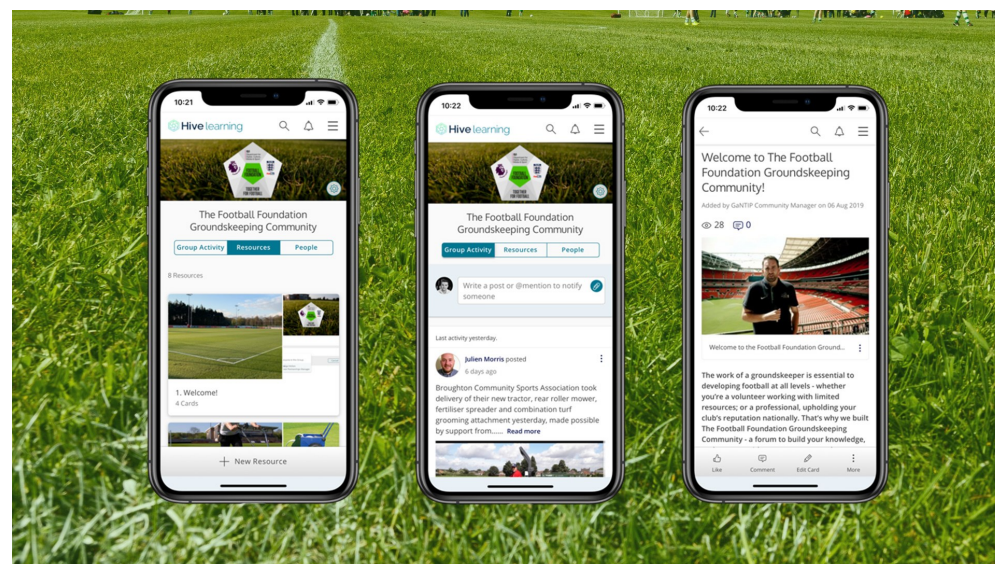 10:21
Hive learning
TOGETHER
FOR FOOTBALL
The Football Foundation
Groundskeeping Community
Group Activity Resources People
8 Resources
1. Welcome!
4 Cards
+ New Resource
10:22
Hive learning
TOGETHER
FOR FOOTBALL
The Football Foundation
Groundskeeping Community
Group Activity Resources People
Write a post or @mention to notify
someone
Last activity yesterday.
Julien Morris posted
6 days ago
Broughton Community Sports Association took
delivery of their new tractor, rear roller mower,
fertiliser spreader and combination turf
grooming attachment yesterday, made possible
by support from...... Read more
10:22
Welcome to The Football
Foundation Groundskeeping
Community!
Added by GaNTIP Community Manager on 06 Aug 2019
28 0
Welcome to the Football Foundation Ground...
The work of a groundskeeper is essential to
developing football at all levels - whether
you're a volunteer working with limited
resources; or a professional, upholding your
club's reputation nationally. That's why we built
The Football Foundation Groundskeeping
Community - a forum to build your knowledge,
Like Comment Edit Card More